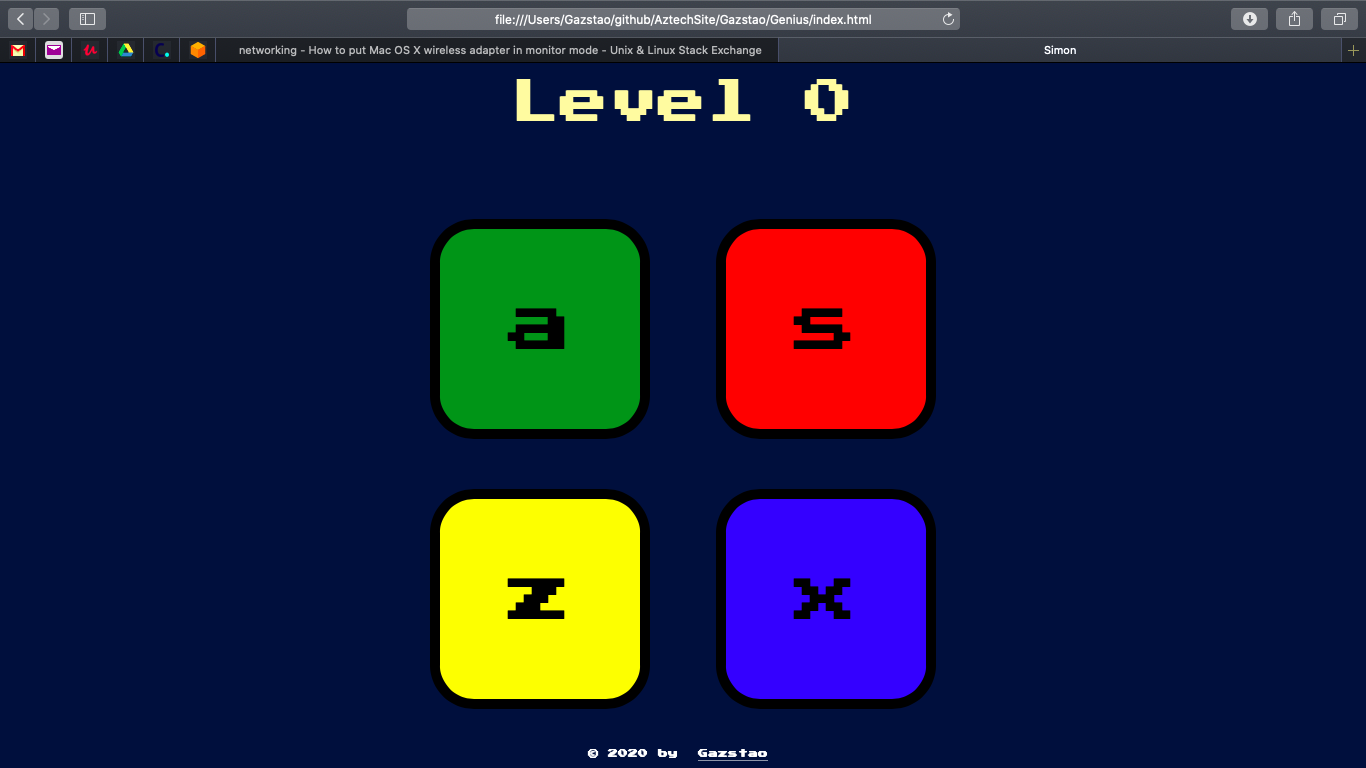 file:///Users/Gazstao/github/AztechSite/Gazstao/Genius/index.html
networking - How to put Mac OS X wireless adapter in monitor mode - Unix & Linux Stack Exchange
Simon
Level 0
a s
z x
© 2020 by Gazstao